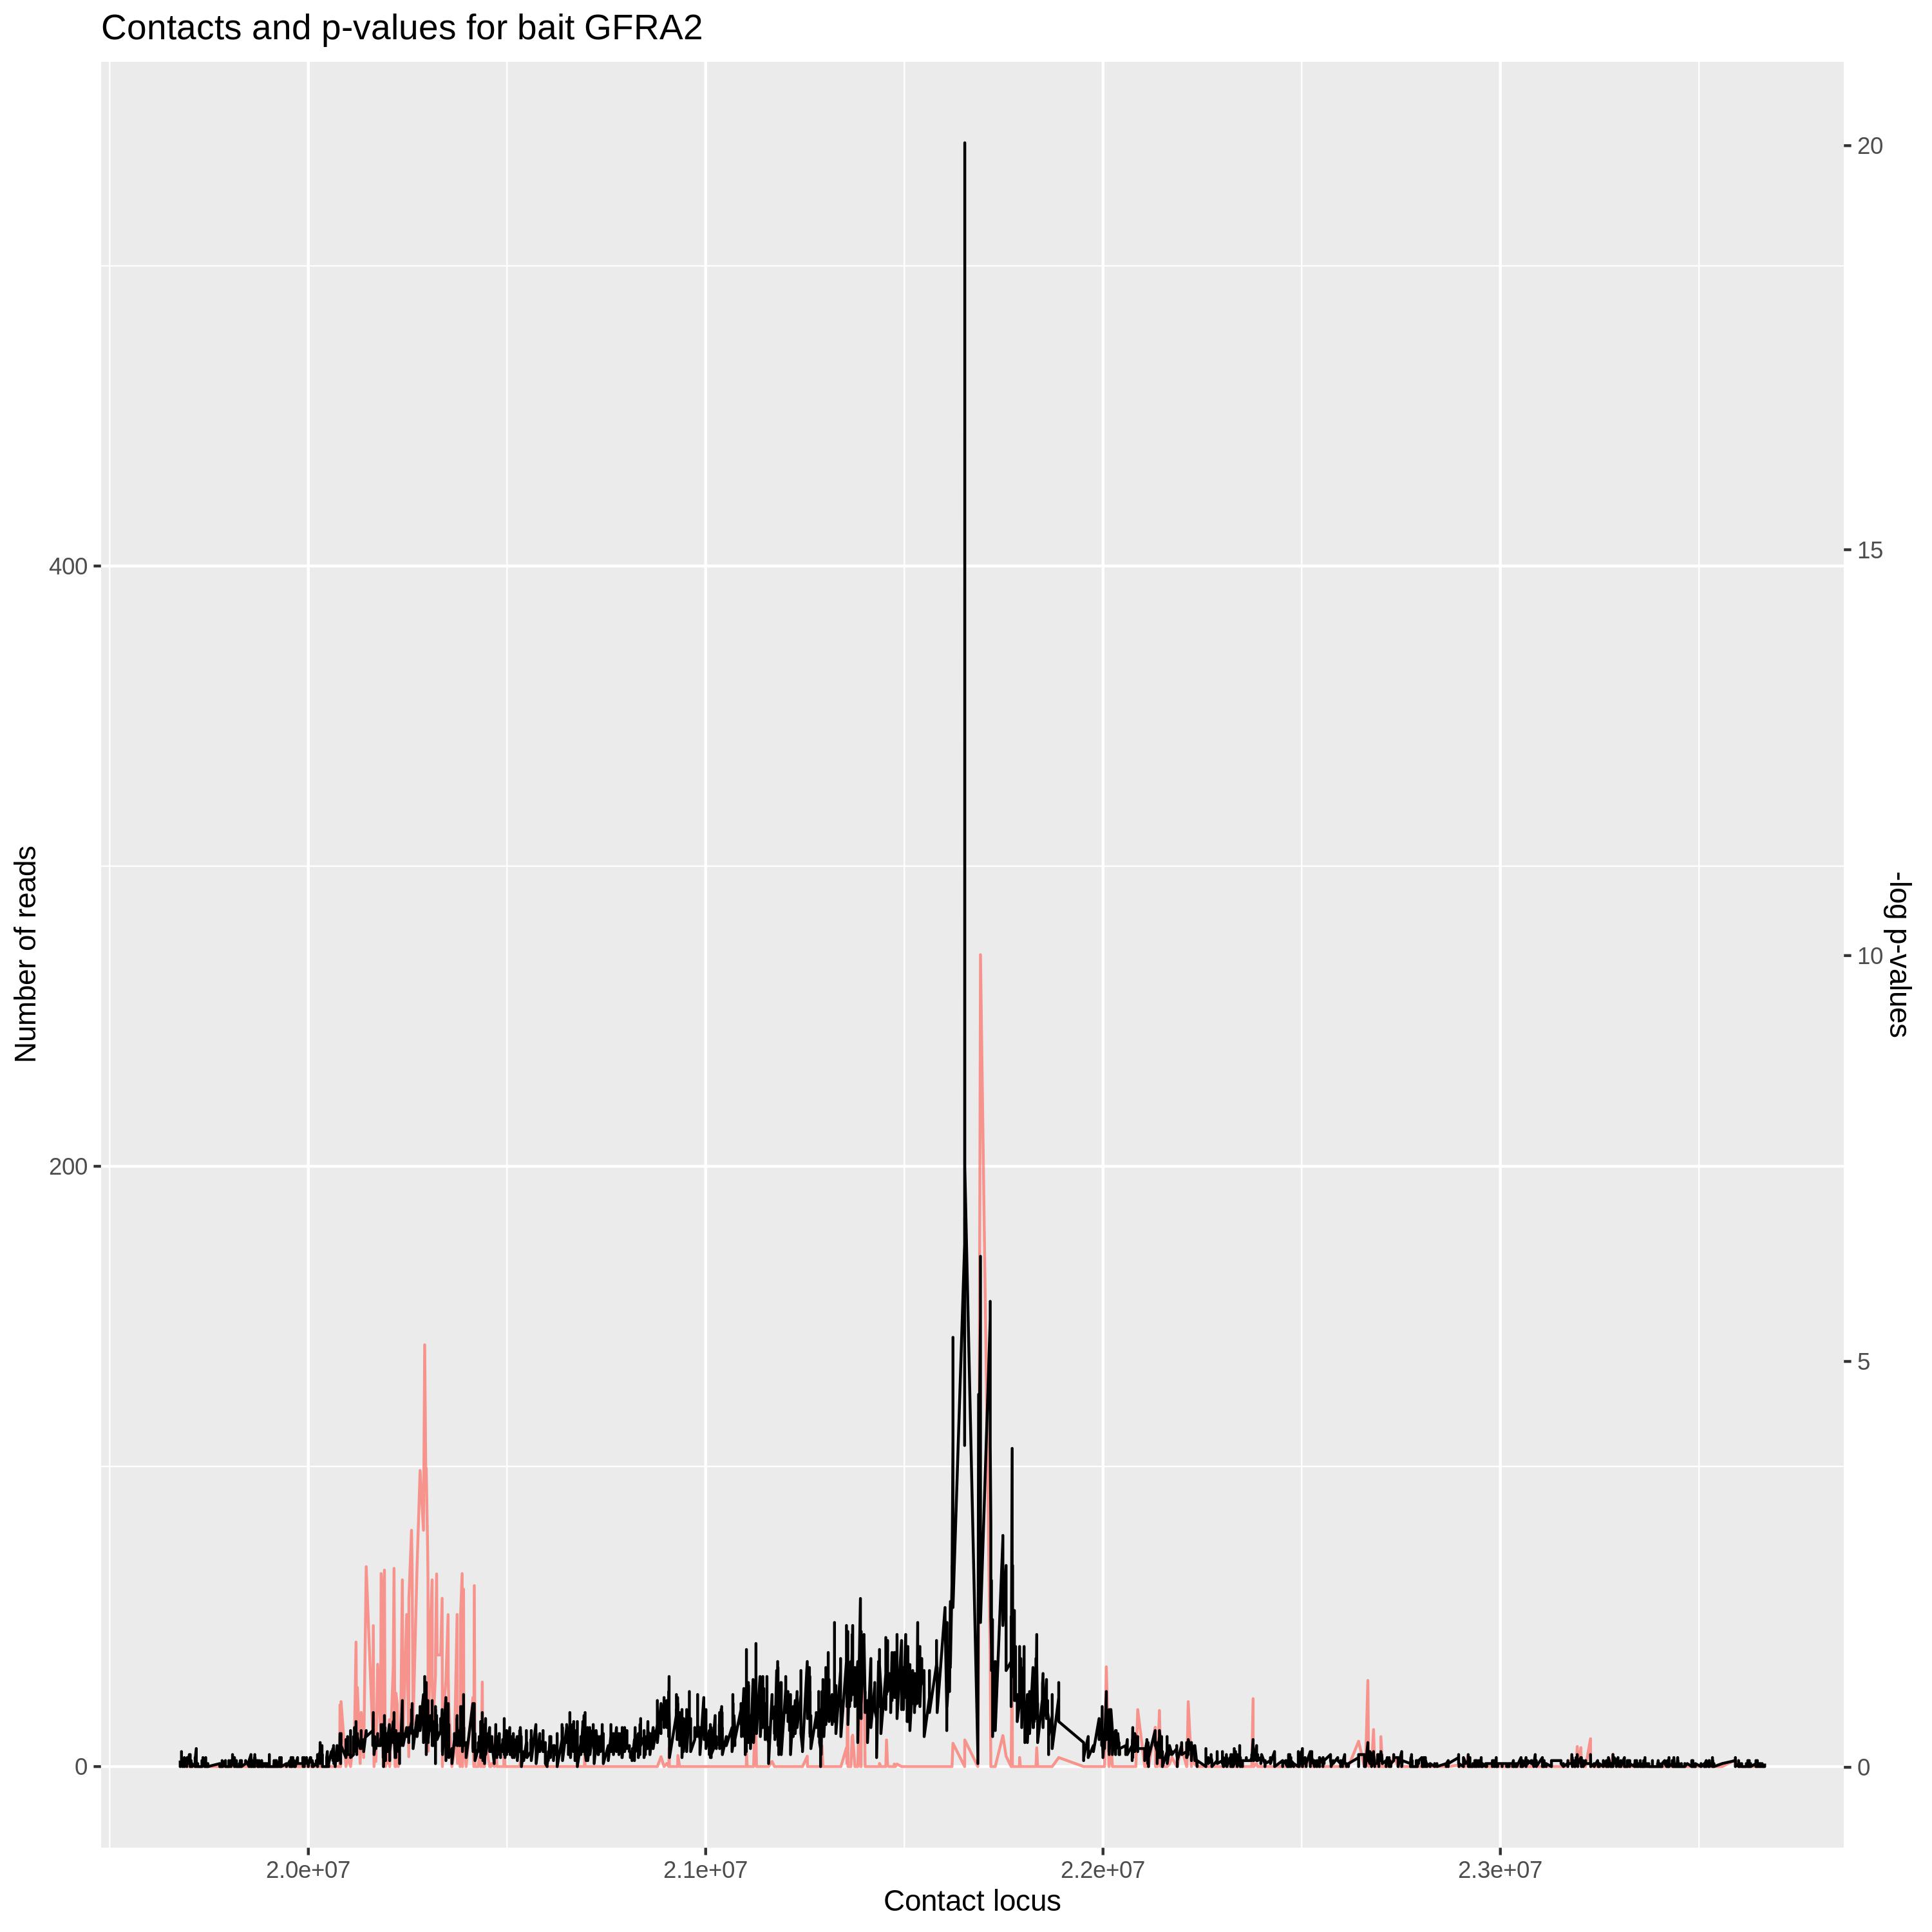 Contacts and p-values for bait GFRA2
Number of reads
400
200
0
20
15
10
5
0
-log p-values
2.0e+07
2.1e+07
2.2e+07
2.3e+07
Contact locus